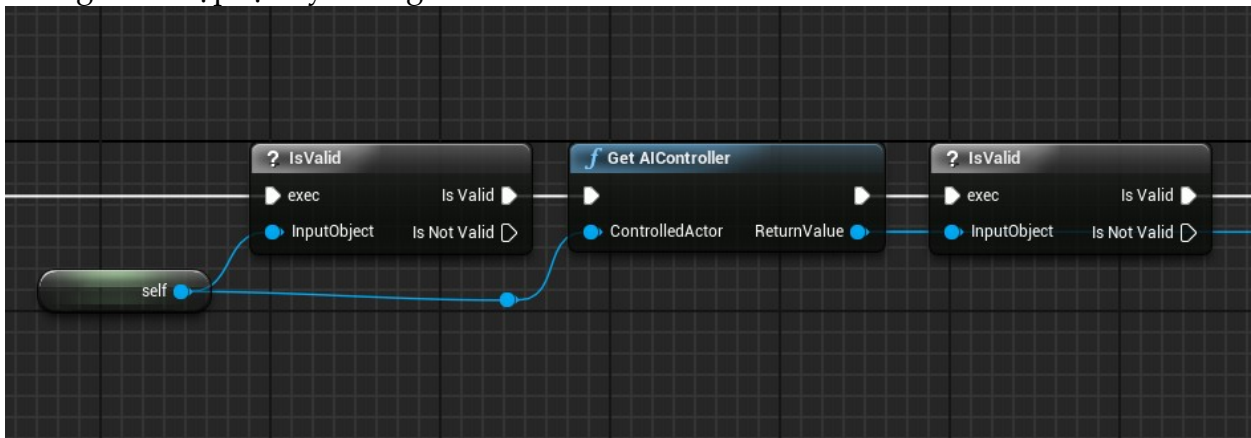 ? IsValid
exec Is Valid
InputObject Is Not Valid
self
f Get AIController
ControlledActor ReturnValue
? IsValid
exec Is Valid
InputObject Is Not Valid